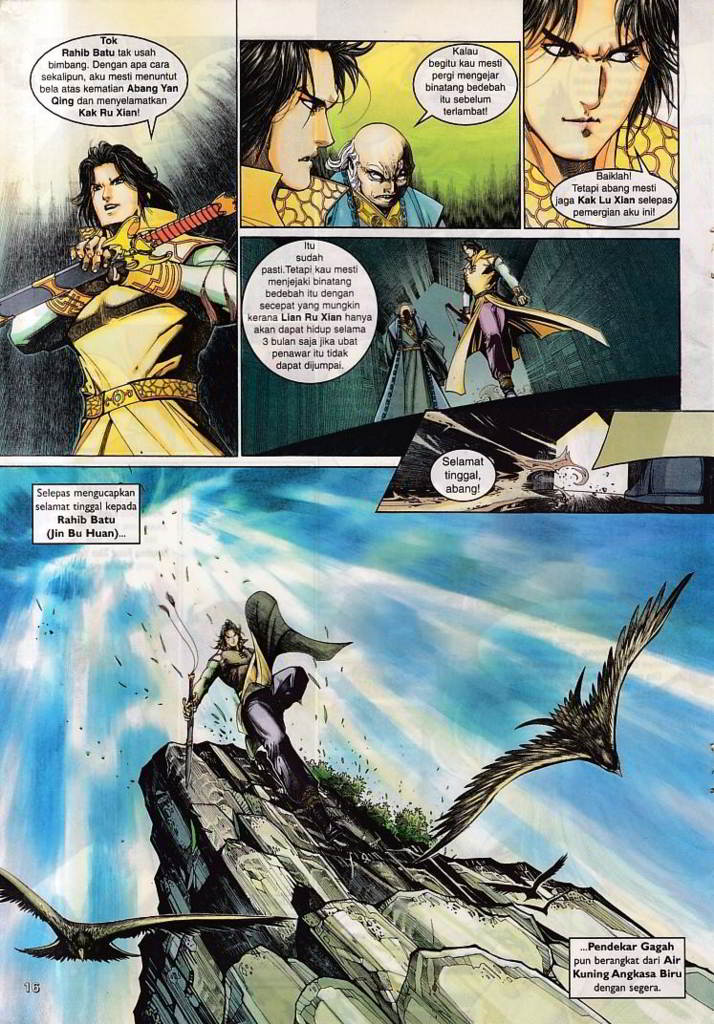 Tok
Rahib Batu tak usah
bimbang. Dengan apa cara
sekalipun, aku mesti menuntut
bela atas kematian Abang Yan
Qing dan menyelamatkan
Kak Ru Xian!
Kalau
begitu kau mesti
pergi mengejar
binatang bedebah
itu sebelum
terlambat!
Baiklah!
Tetapi abang mesti
jaga Kak Lu Xian selepas
pemergian aku ini!
Itu
sudah
pasti.Tetapi kau mesti
menjejaki binatang
bedebah itu dengan
secepat yang mungkin
kerana Lian Ru Xian hanya
akan dapat hidup selama
3 bulan saja jika ubat
penawar itu tidak
dapat dijumpai.
Selamat
tinggal,
abang!
Selepas mengucapkan
selamat tinggal kepada
Rahib Batu
(Jin Bu Huan)...
...Pendekar Gagah
pun berangkat dari Air
Kuning Angkasa Biru
dengan segera.
16